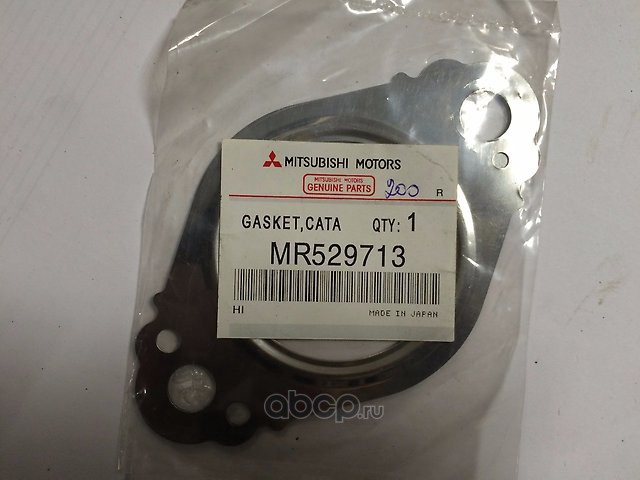 MITSUBISHI MOTORS
MITSUBISHI MOTORS
GENUINE PARTS
200
R
GASKET,CATA QTY: 1
MR529713
HI MADE IN JAPAN
abcp.ru